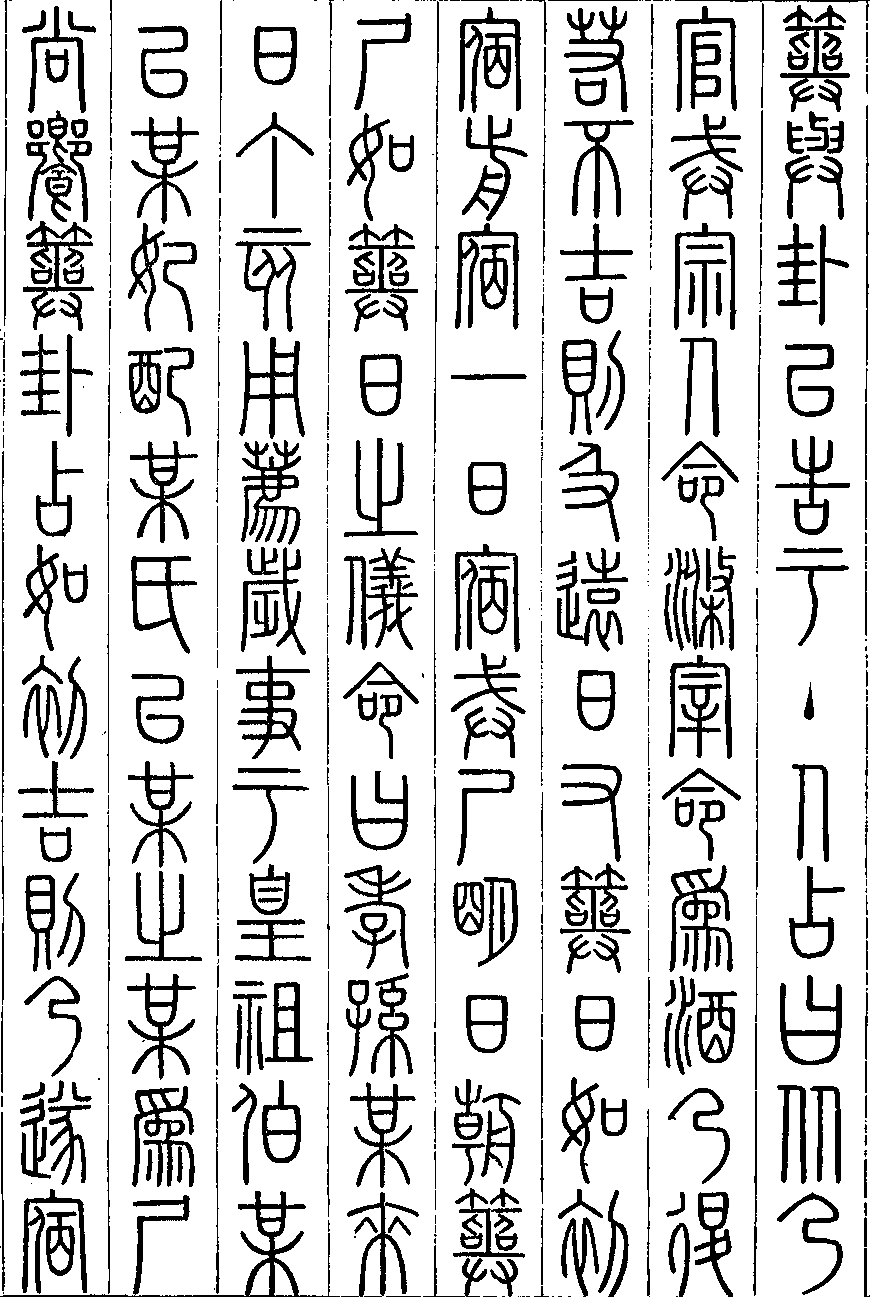 筮與卦以告于主人占曰從乃
官戒宗人命滌宰命為酒乃退
若不吉則及遠日又筮日如初
宿前宿一日宿戒尸明日朝筮
尸如筮日之儀命曰孝孫某來
日丁亥用薦歲事于皇祖伯某
以某妃配某氏以某之某為尸
尚饗筮卦占如初吉則乃遂宿